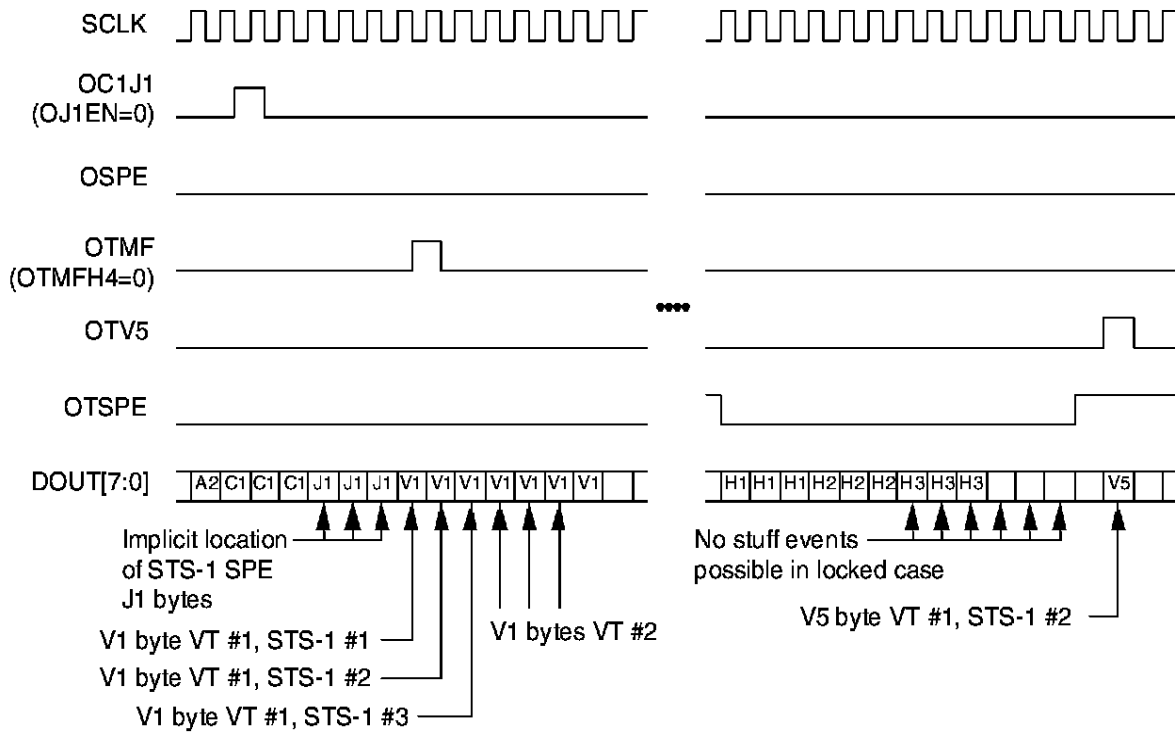 SCLK
OC1J1
(OJ1EN=0)
OSPE
OTMF
(OTMFH4=0)
OTV5
OTSPE
DOUT[7:0] A2 C1 C1 C1 J1 J1 J1 V1 V1 V1 V1 V1 V1 V1 H1 H1 H1 H2 H2 H2 H3 H3 H3 V5
Implicit location
of STS-1 SPE
J1 bytes
V1 byte VT #1, STS-1 #1
V1 byte VT #1, STS-1 #2
V1 byte VT #1, STS-1 #3
V1 bytes VT #2
No stuff events
possible in locked case
V5 byte VT #1, STS-1 #2